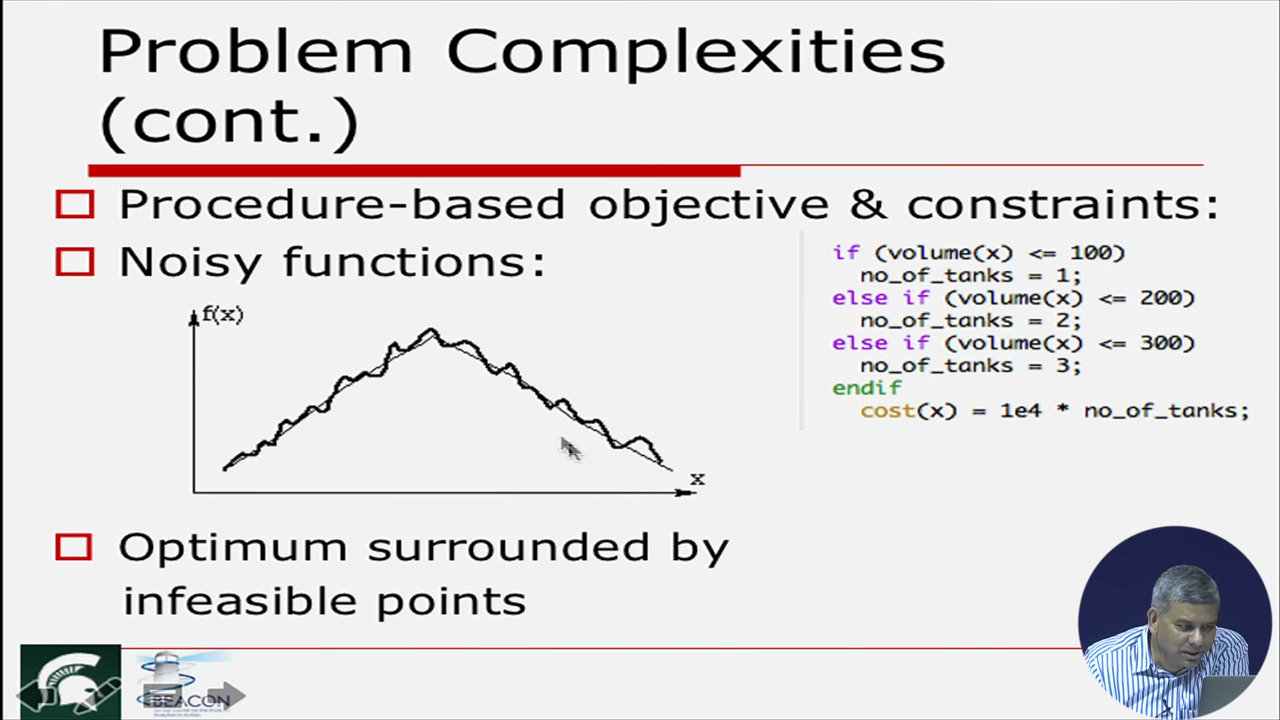 Problem Complexities
(cont.)
Procedure-based objective & constraints:
Noisy functions:
if (volume(x) <= 100)
no_of_tanks = 1;
else if (volume(x) <= 200)
no_of_tanks = 2;
else if (volume(x) <= 300)
no_of_tanks = 3;
endif
cost(x) = 1e4 * no_of_tanks;
f(x)
x
Optimum surrounded by
infeasible points
BEACON